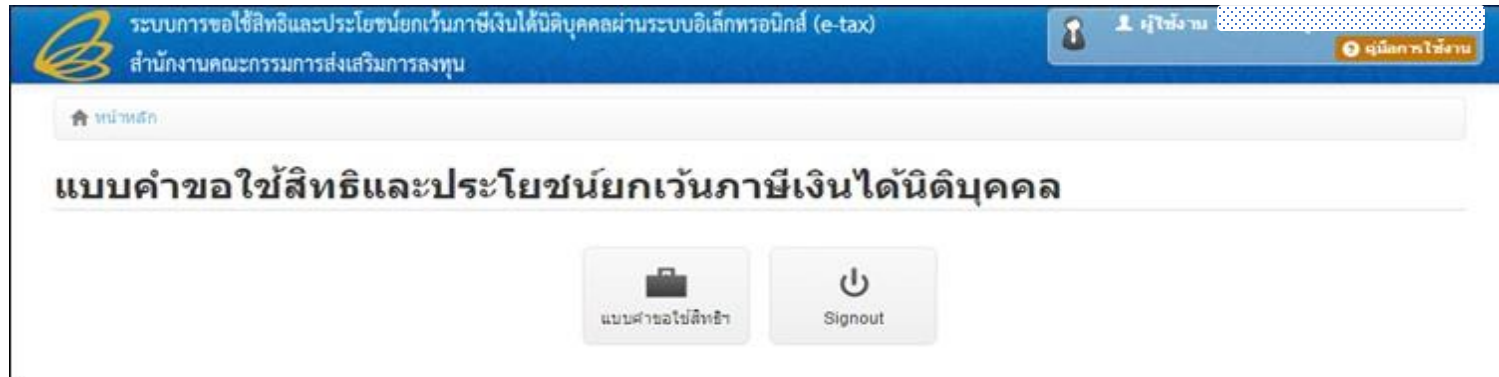 ระบบการขอใช้สิทธิและประโยชน์ยกเว้นภาษีเงินได้นิติบุคคลผ่านระบบอิเล็กทรอนิกส์ (e-tax)
สำนักงานคณะกรรมการส่งเสริมการลงทุน
ผู้ใช้งาน :
คู่มือการใช้งาน
หน้าหลัก
แบบคำขอใช้สิทธิและประโยชน์ยกเว้นภาษีเงินได้นิติบุคคล
แบบคำขอใช้สิทธิฯ
Signout